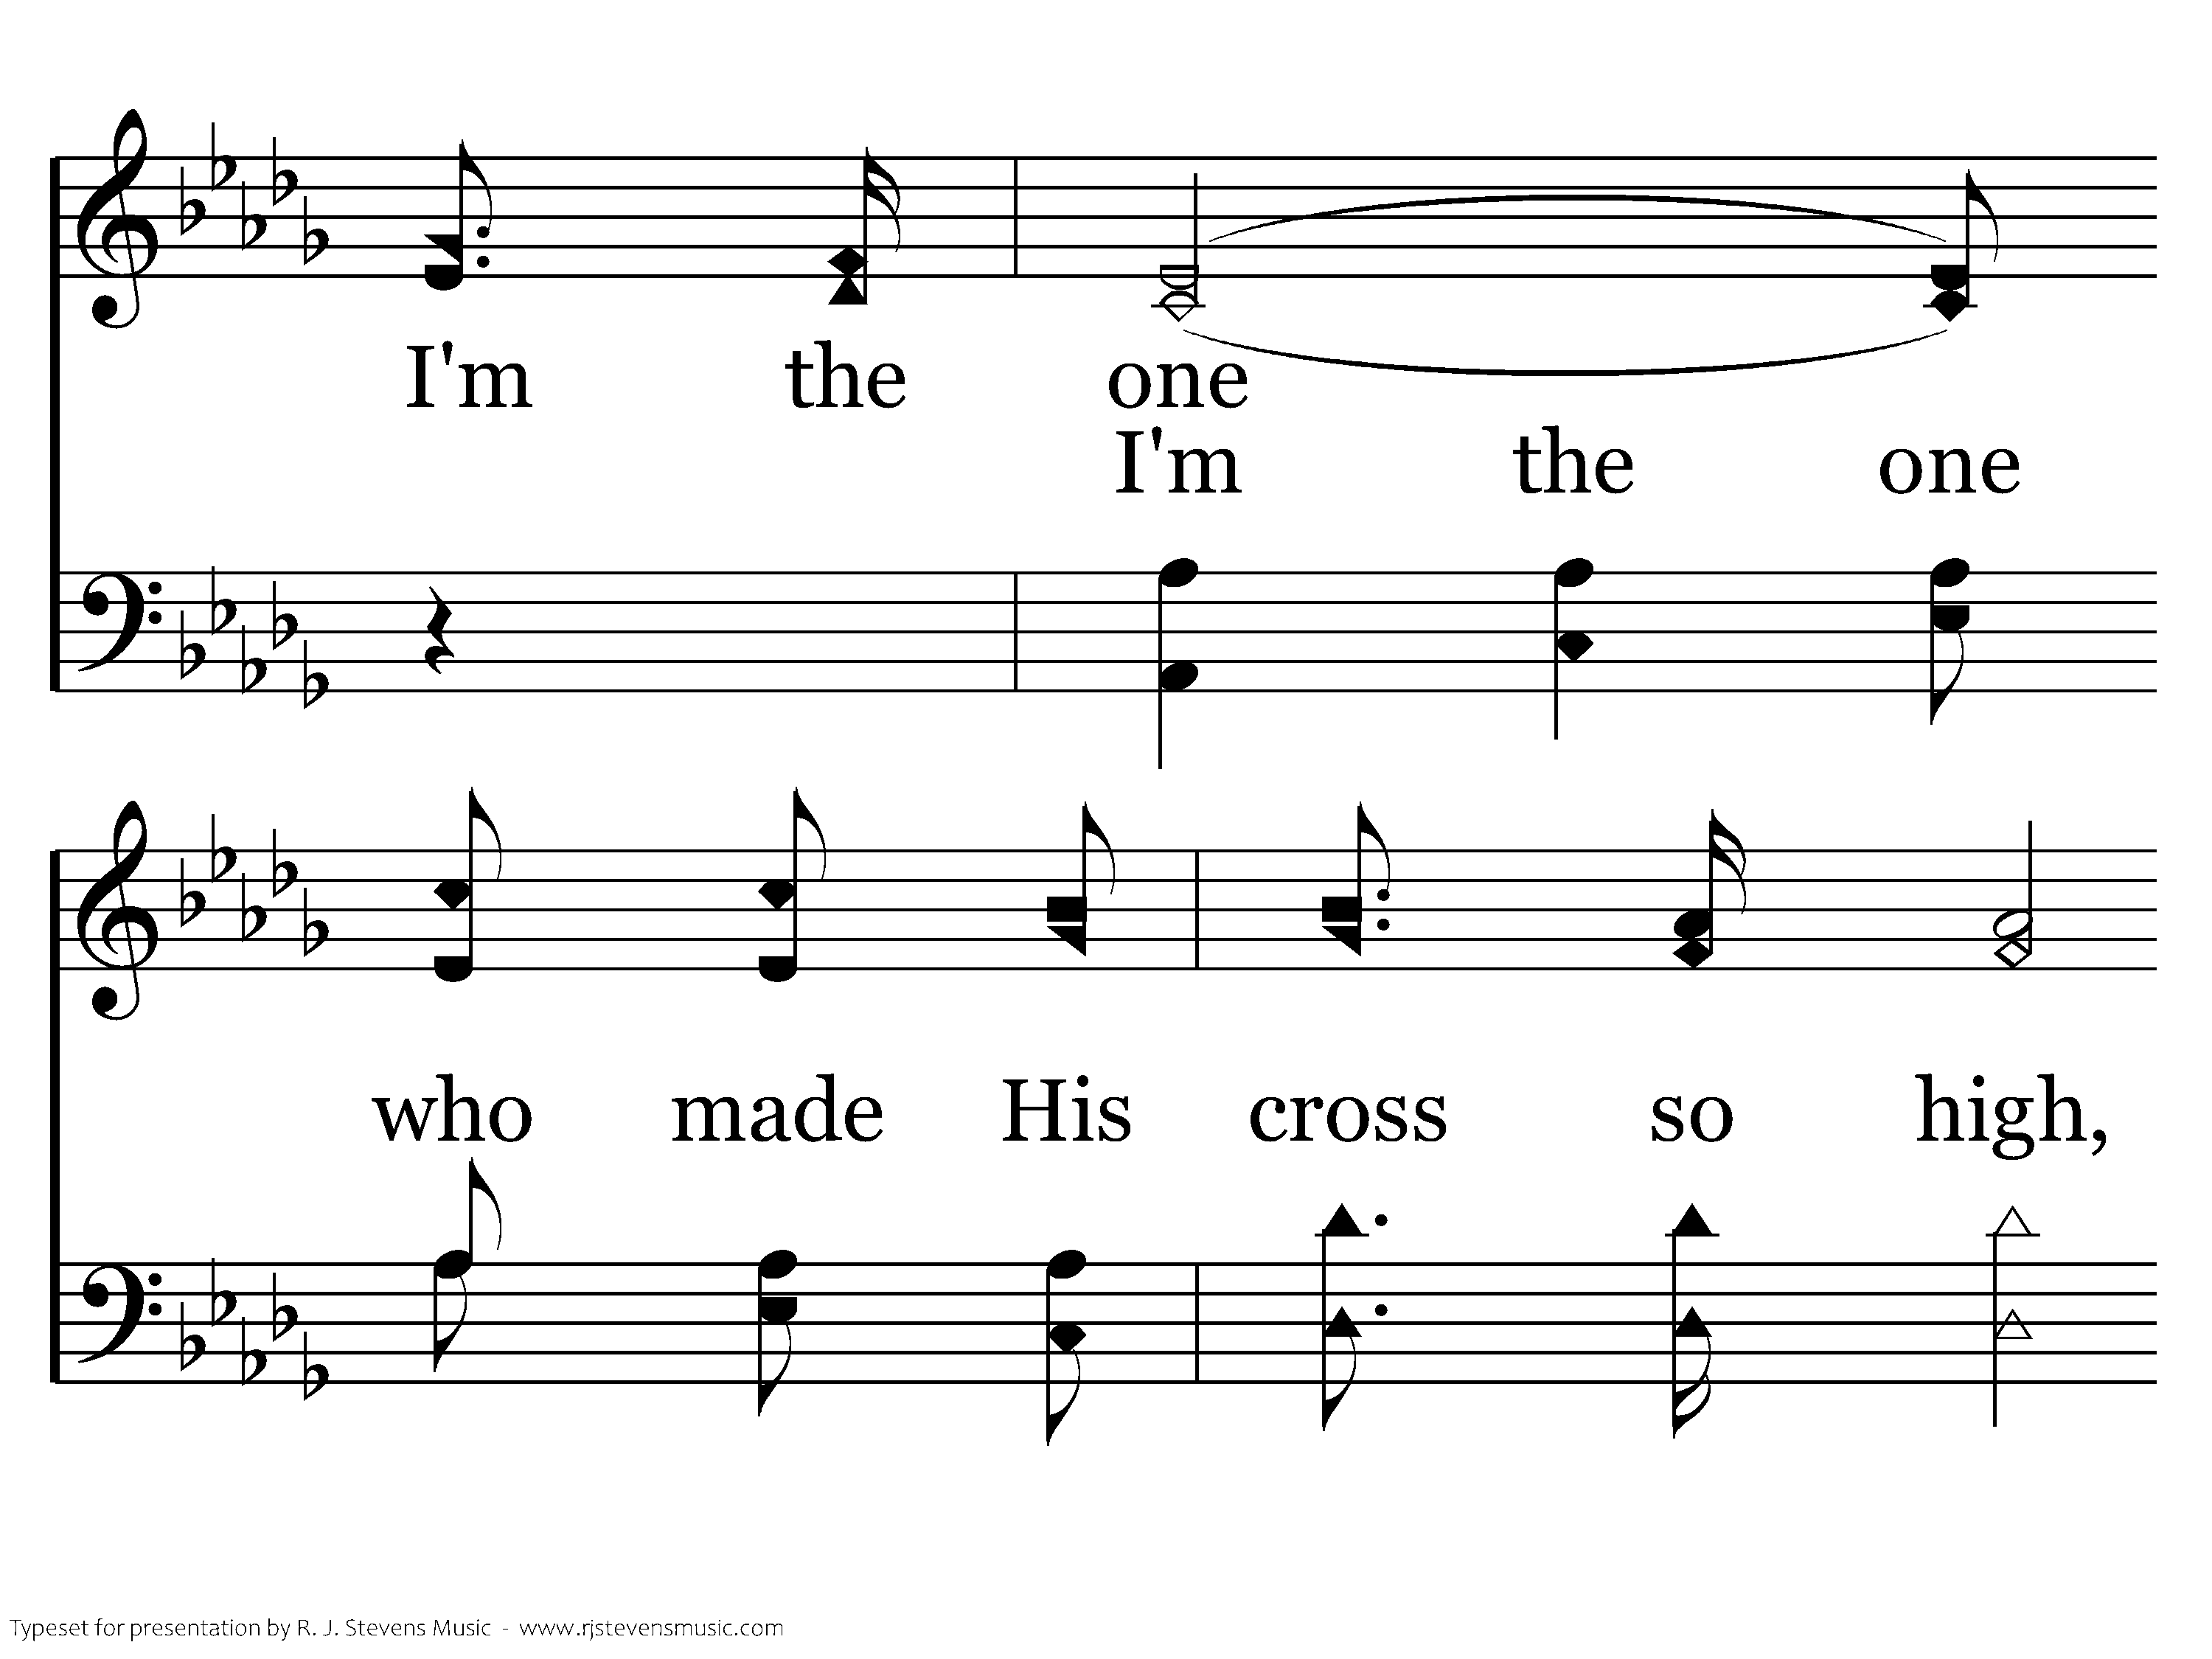 I'm the one
I'm the one
who made His cross so high,
Typeset for presentation by R. J. Stevens Music - www.rjstevensmusic.com